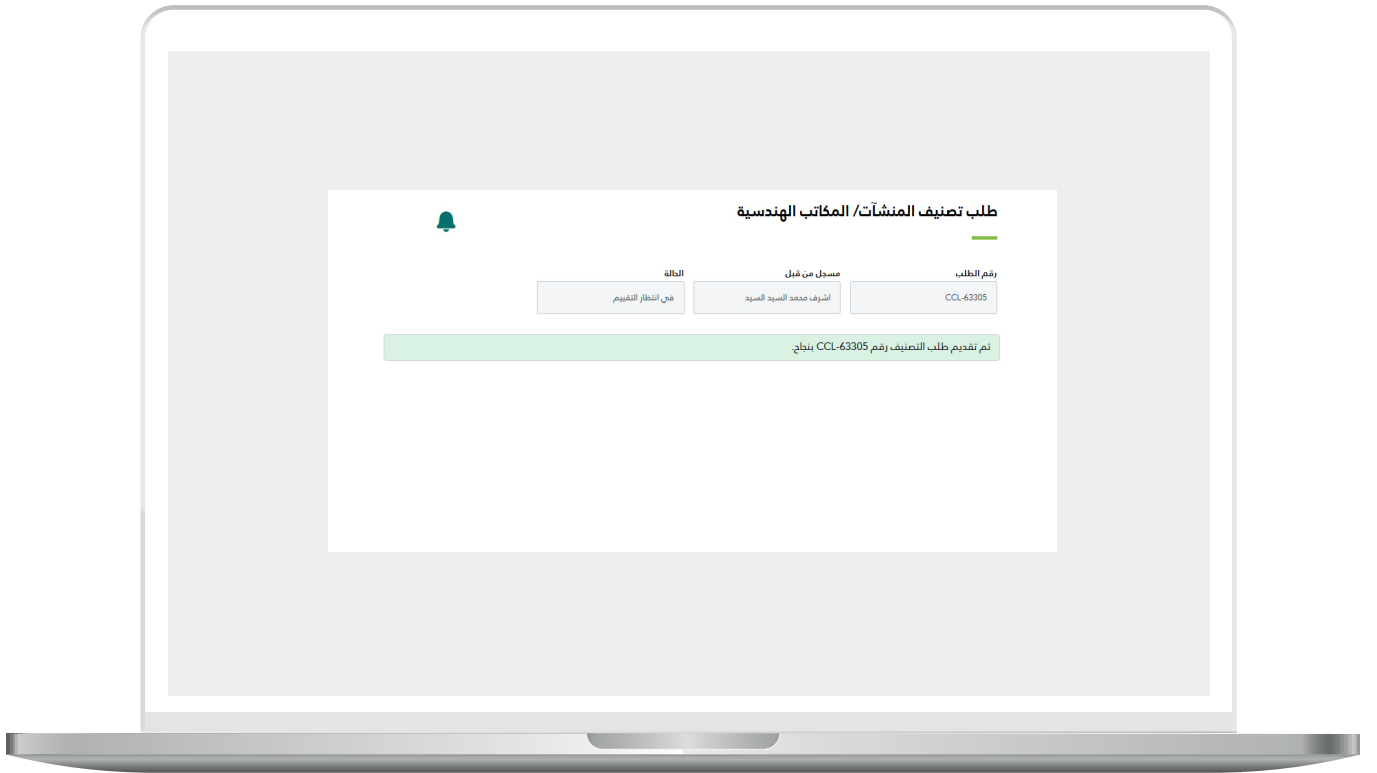 طلب تصنيف المنشآت/ المكاتب الهندسية
رقم الطلب مسجل من قبل الحالة
CCL-63305 اشرف محمد السيد السيد في انتظار التقييم
تم تقديم طلب التصنيف رقم CCL-63305 بنجاح.